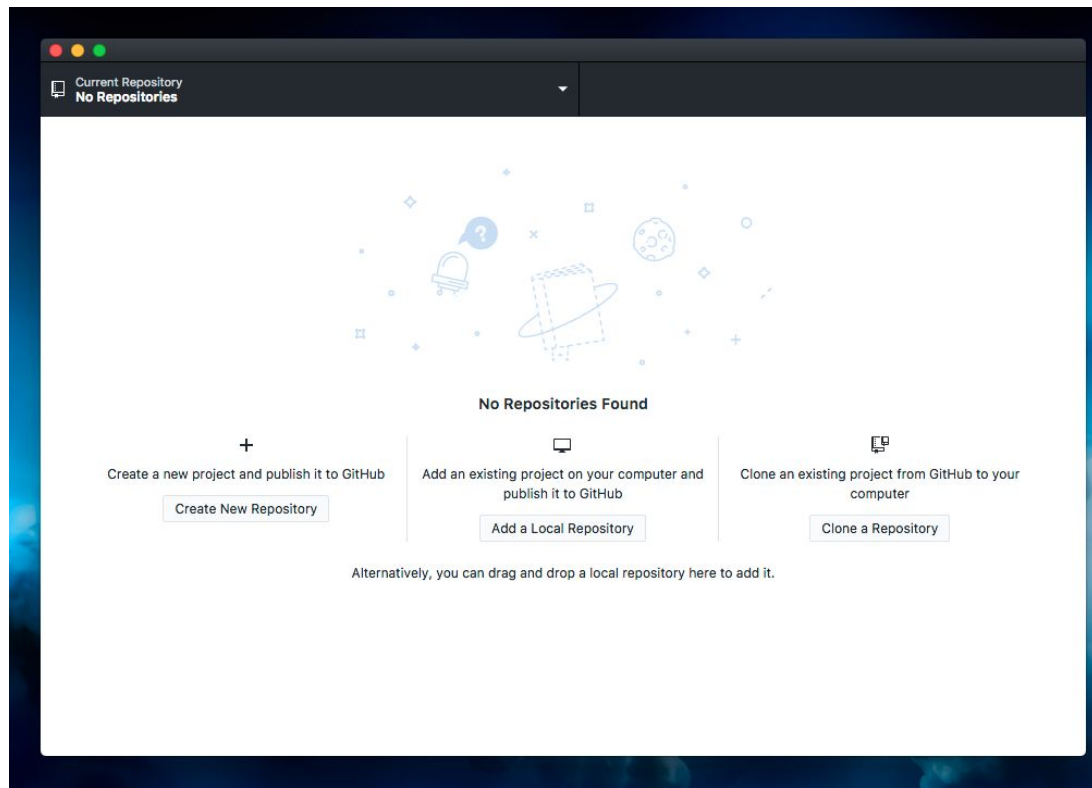 Current Repository
No Repositories
?
No Repositories Found
Create a new project and publish it to GitHub
Create New Repository
Add an existing project on your computer and
publish it to GitHub
Add a Local Repository
Clone an existing project from GitHub to your
computer
Clone a Repository
Alternatively, you can drag and drop a local repository here to add it.